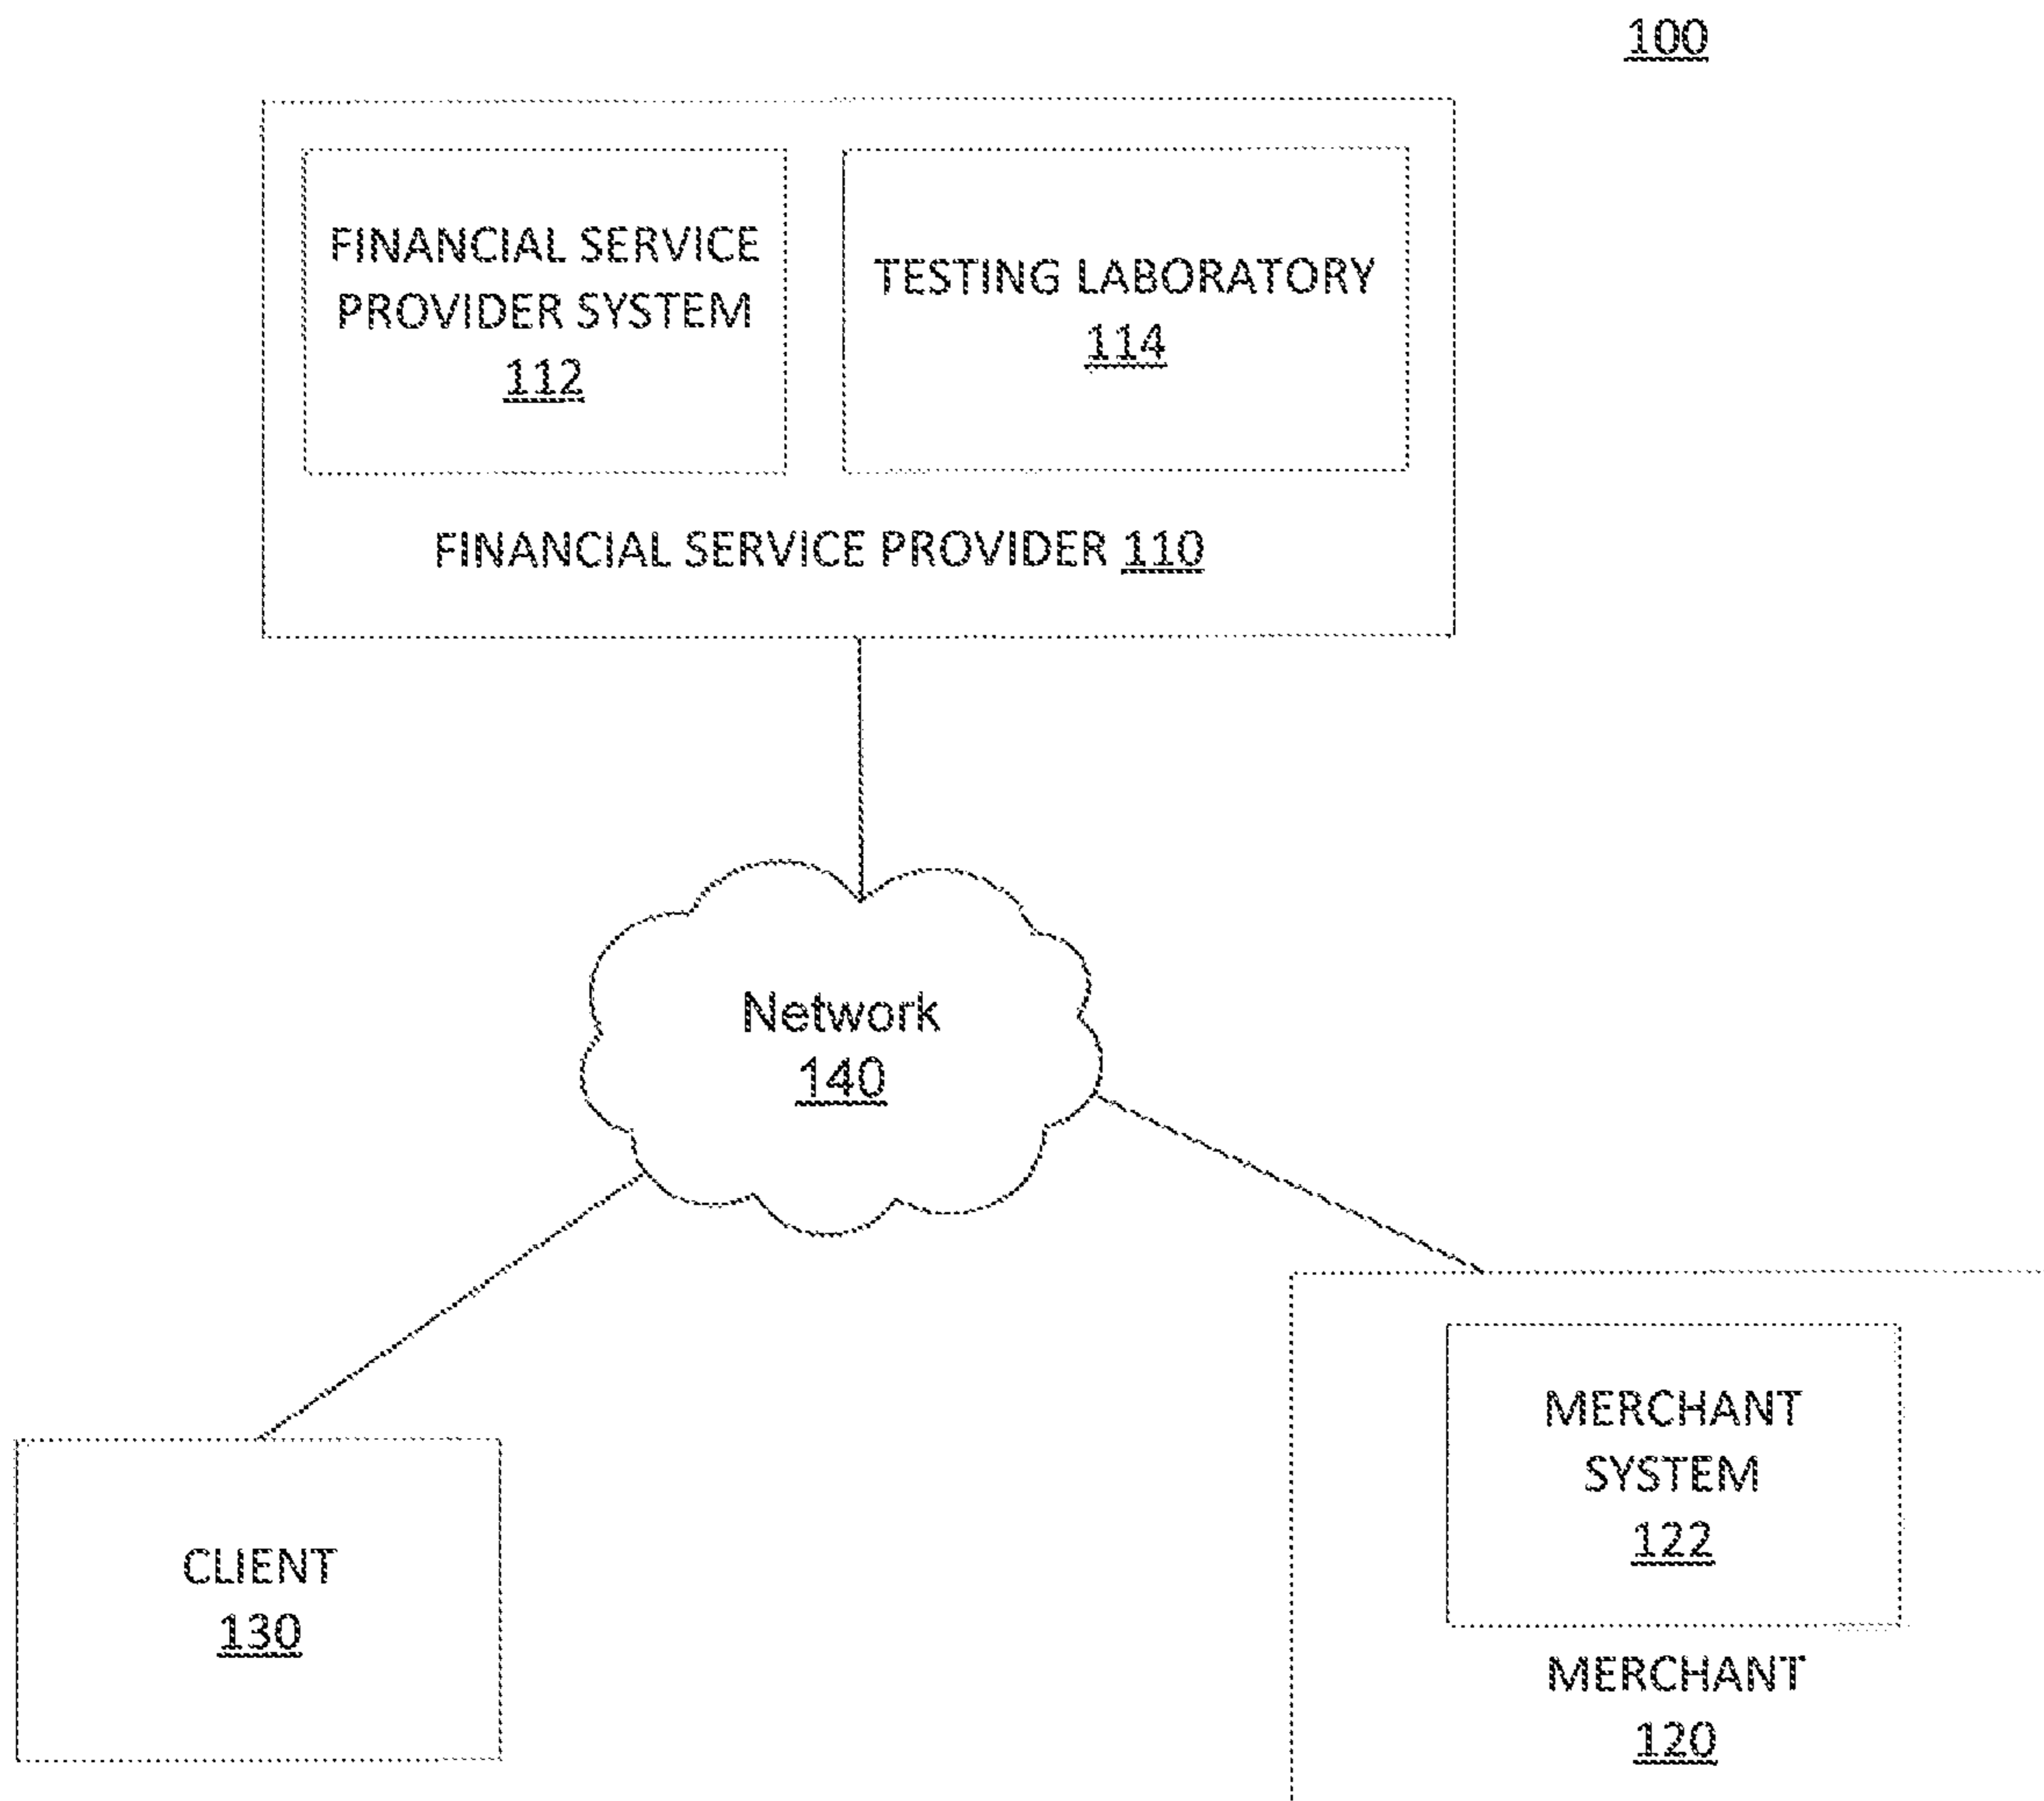 100
FINANCIAL SERVICE
PROVIDER SYSTEM
112
TESTING LABORATORY
114
FINANCIAL SERVICE PROVIDER 110
Network
140
CLIENT
130
MERCHANT
SYSTEM
122
MERCHANT
120